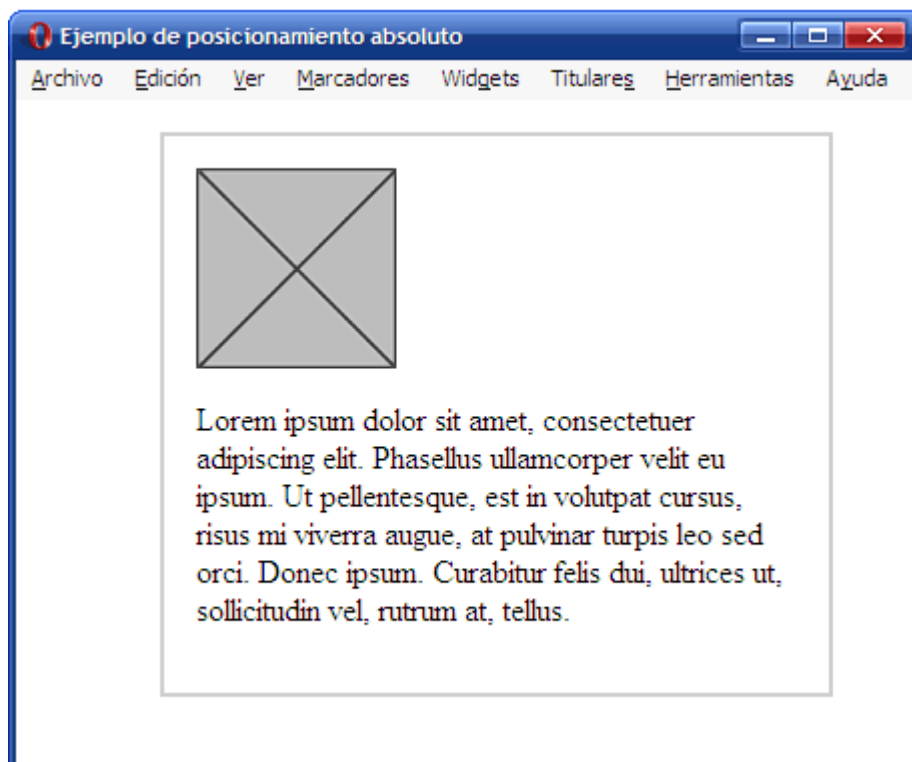 Ejemplo de posicionamiento absoluto
Archivo Edición Ver Marcadores Widgets Titulares Herramientas Ayuda
Lorem ipsum dolor sit amet, consectetuer
adipiscing elit. Phasellus ullamcorper velit eu
ipsum. Ut pellentesque, est in volutpat cursus,
risus mi viverra augue, at pulvinar turpis leo sed
orci. Donec ipsum. Curabitur felis dui, ultrices ut,
sollicitudin vel, rutrum at, tellus.